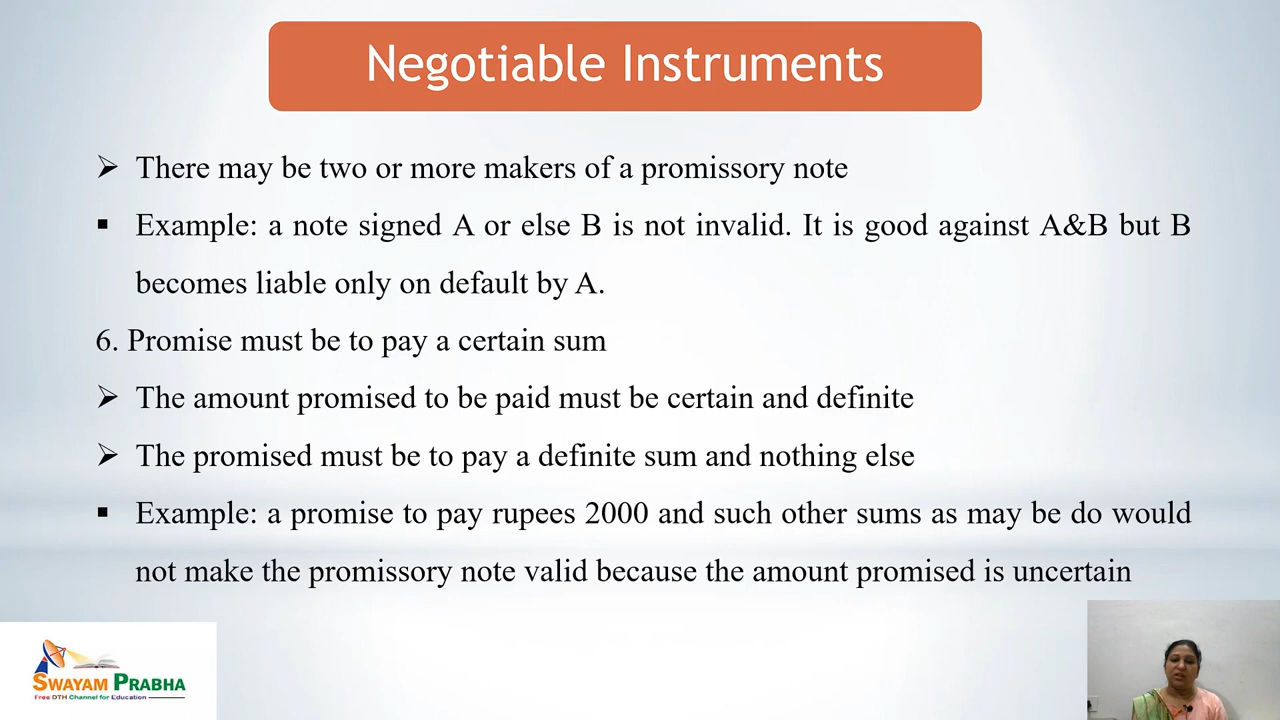 Negotiable Instruments
➢ There may be two or more makers of a promissory note
▪ Example: a note signed A or else B is not invalid. It is good against A&B but B
becomes liable only on default by A.
6. Promise must be to pay a certain sum
➢ The amount promised to be paid must be certain and definite
➢ The promised must be to pay a definite sum and nothing else
▪ Example: a promise to pay rupees 2000 and such other sums as may be do would
not make the promissory note valid because the amount promised is uncertain
SWAYAM PRABHA
Free DTH Channel for Education